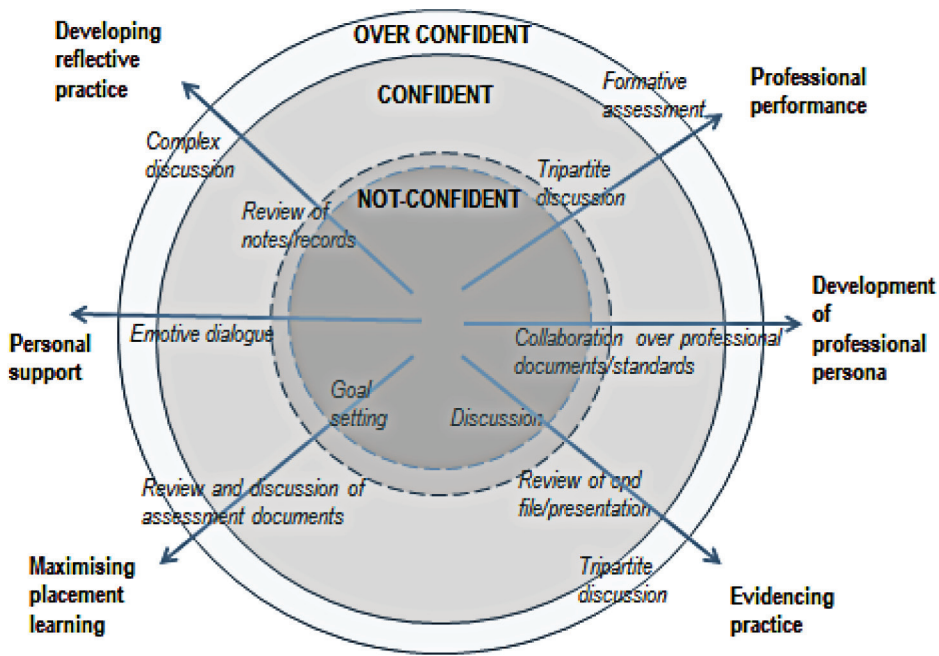 OVER CONFIDENT
CONFIDENT
NOT-CONFIDENT
Developing
reflective
practice
Complex
discussion
Review of
notes/records
Formative
assessment
Professional
performance
Tripartite
discussion
Personal
support
Emotive dialogue
Collaboration over professional
documents/standards
Development
of
professional
persona
Goal
setting
Discussion
Review and discussion of
assessment documents
Review of cpd
file/presentation
Maximising
placement
learning
Tripartite
discussion
Evidencing
practice